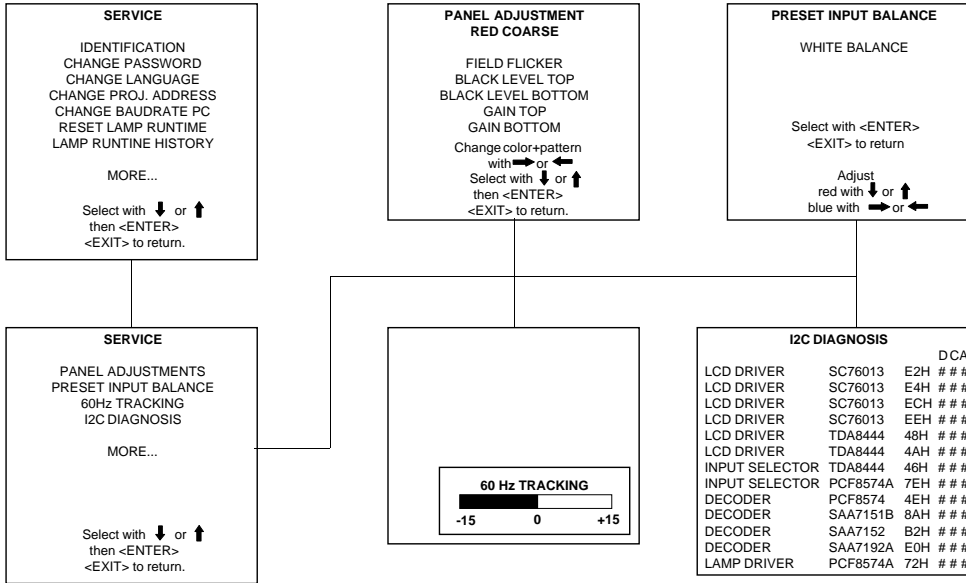 SERVICE
IDENTIFICATION
CHANGE PASSWORD
CHANGE LANGUAGE
CHANGE PROJ. ADDRESS
CHANGE BAUDRATE PC
RESET LAMP RUNTIME
LAMP RUNTINE HISTORY
MORE...
Select with ⬇ or ⬆
then <ENTER>
<EXIT> to return.
PANEL ADJUSTMENT
RED COARSE
FIELD FLICKER
BLACK LEVEL TOP
BLACK LEVEL BOTTOM
GAIN TOP
GAIN BOTTOM
Change color+pattern
with ➡ or ⬅
Select with ⬇ or ⬆
then <ENTER>
<EXIT> to return.
PRESET INPUT BALANCE
WHITE BALANCE
Select with <ENTER>
<EXIT> to return
Adjust
red with ⬇ or ⬆
blue with ➡ or ⬅
SERVICE
PANEL ADJUSTMENTS
PRESET INPUT BALANCE
60Hz TRACKING
I2C DIAGNOSIS
MORE...
Select with ⬇ or ⬆
then <ENTER>
<EXIT> to return.
60 Hz TRACKING
-15 0 +15
I2C DIAGNOSIS
D C A
LCD DRIVER SC76013 E2H # # #
LCD DRIVER SC76013 E4H # # #
LCD DRIVER SC76013 ECH # # #
LCD DRIVER SC76013 EEH # # #
LCD DRIVER TDA8444 48H # # #
LCD DRIVER TDA8444 4AH # # #
INPUT SELECTOR TDA8444 46H # # #
INPUT SELECTOR PCF8574A 7EH # # #
DECODER PCF8574 4EH # # #
DECODER SAA7151B 8AH # # #
DECODER SAA7152 B2H # # #
DECODER SAA7192A E0H # # #
LAMP DRIVER PCF8574A 72H # # #